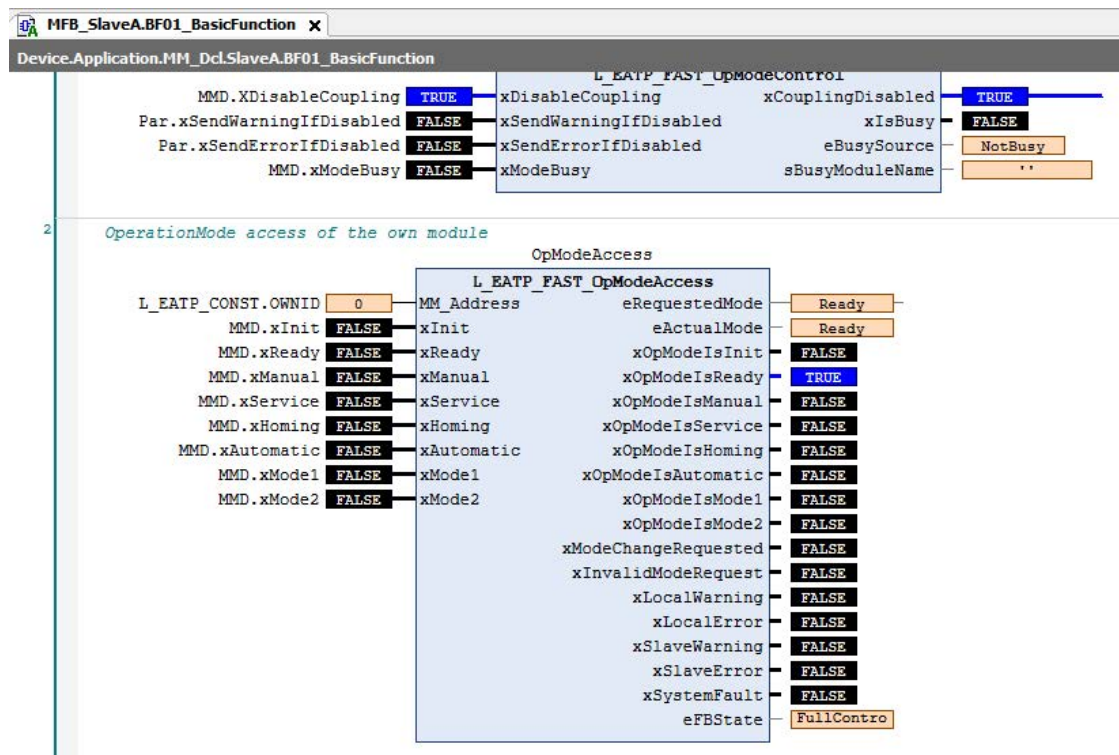 MFB_SlaveA.BF01_BasicFunction X
Device.Application.MM_Dcl.SlaveA.BF01_BasicFunction
L_EATP_FAST_OpModeControl
MMD.XDisableCoupling TRUE xDisableCoupling xCouplingDisabled TRUE
Par.xSendWarningIfDisabled FALSE xSendWarningIfDisabled xIsBusy FALSE
Par.xSendErrorIfDisabled FALSE xSendErrorIfDisabled eBusySource NotBusy
MMD.xModeBusy FALSE xModeBusy sBusyModuleName ''
2 OperationMode access of the own module
OpModeAccess
L_EATP_FAST_OpModeAccess
L_EATP_CONST.OWNID 0 MM_Address eRequestedMode Ready
MMD.xInit FALSE xInit eActualMode Ready
MMD.xReady FALSE xReady xOpModeIsInit FALSE
MMD.xManual FALSE xManual xOpModeIsReady TRUE
MMD.xService FALSE xService xOpModeIsManual FALSE
MMD.xHoming FALSE xHoming xOpModeIsService FALSE
MMD.xAutomatic FALSE xAutomatic xOpModeIsHoming FALSE
MMD.xMode1 FALSE xMode1 xOpModeIsAutomatic FALSE
MMD.xMode2 FALSE xMode2 xOpModeIsMode1 FALSE
xOpModeIsMode2 FALSE
xModeChangeRequested FALSE
xInvalidModeRequest FALSE
xLocalWarning FALSE
xLocalError FALSE
xSlaveWarning FALSE
xSlaveError FALSE
xSystemFault FALSE
eFBState FullContro